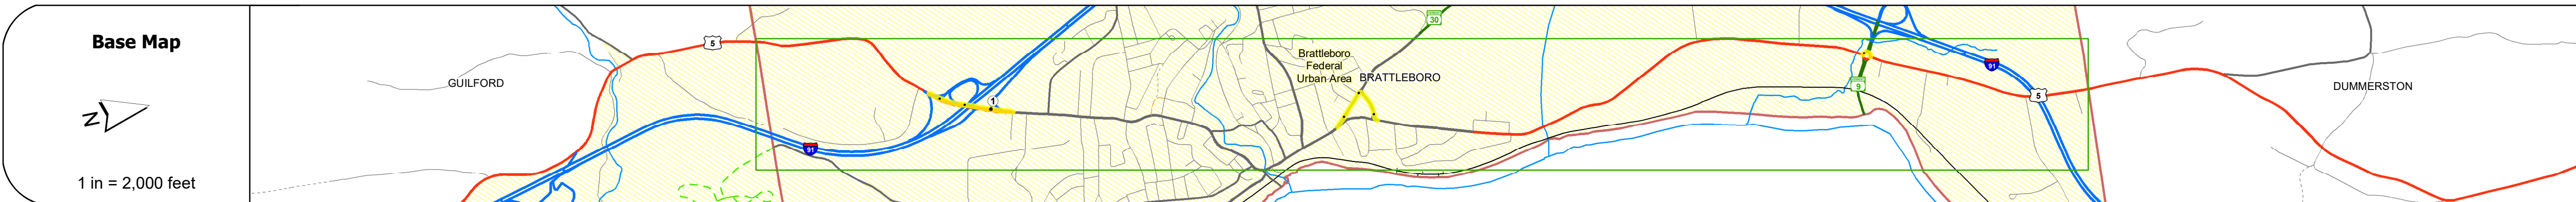 Base Map
N
1 in = 2,000 feet
GUILFORD
5
91
1
Brattleboro
Federal
Urban Area
BRATTLEBORO
30
9
91
5
DUMMERSTON